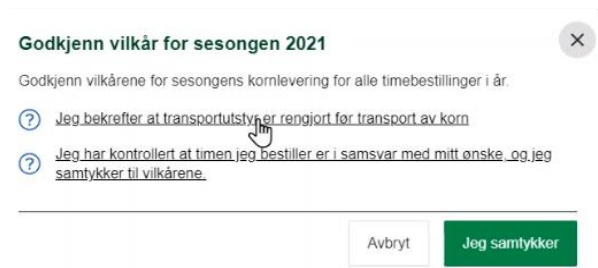 Godkjenn vilkår for sesongen 2021
Godkjenn vilkårene for sesongens kornlevering for alle timebestillinger i år.
Jeg bekrefter at transportutstyr er rengjort før transport av korn
Jeg har kontrollert at timen jeg bestiller er i samsvar med mitt ønske, og jeg
samtykker til vilkårene.
Avbryt
Jeg samtykker